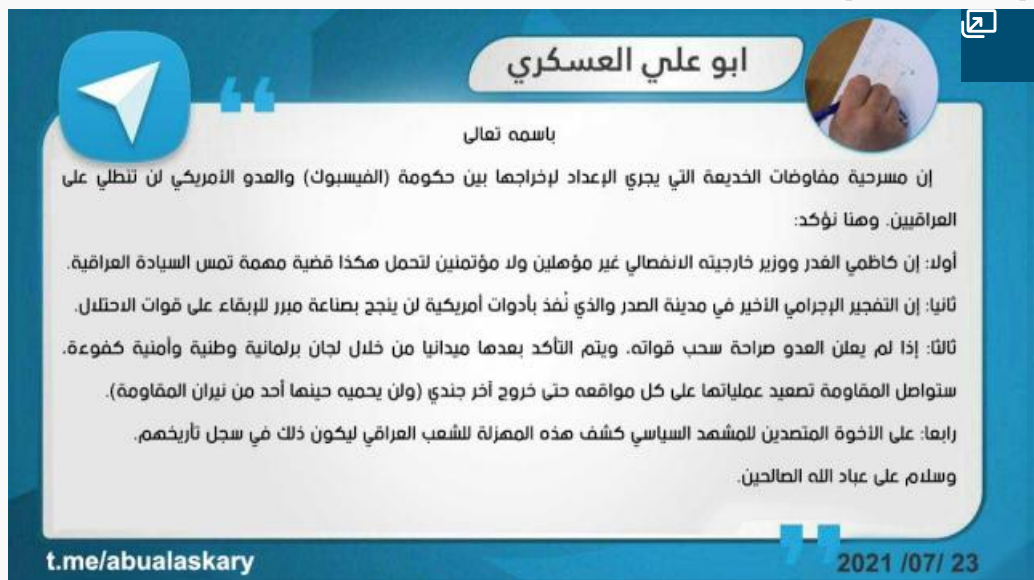 ابو علي العسكري
باسمه تعالى
إن مسرحية مفاوضات الخديعة التي يجري الإعداد لإخراجها بين حكومة (الفيسبوك) والعدو الأمريكي لن تنطلي على
العراقيين. وهنا نؤكد:
أولا: إن كاظمي الغدر ووزير خارجيته الانفصالي غير مؤهلين ولا مؤتمنين لتحمل هكذا قضية مهمة تمس السيادة العراقية.
ثانيا: إن التفجير الإجرامي الأخير في مدينة الصدر والذي نُفذ بأدوات أمريكية لن ينجح بصناعة مبرر للإبقاء على قوات الاحتلال.
ثالثا: إذا لم يعلن العدو صراحة سحب قواته، ويتم التأكد بعدها ميدانيا من خلال لجان برلمانية وطنية وأمنية كفوءة،
ستواصل المقاومة تصعيد عملياتها على كل مواقعه حتى خروج آخر جندي (ولن يحميه حينها أحد من نيران المقاومة).
رابعا: على الأخوة المتصدين للمشهد السياسي كشف هذه المهزلة للشعب العراقي ليكون ذلك في سجل تأريخهم.
وسلام على عباد الله الصالحين.
t.me/abualaskary
2021 /07/ 23